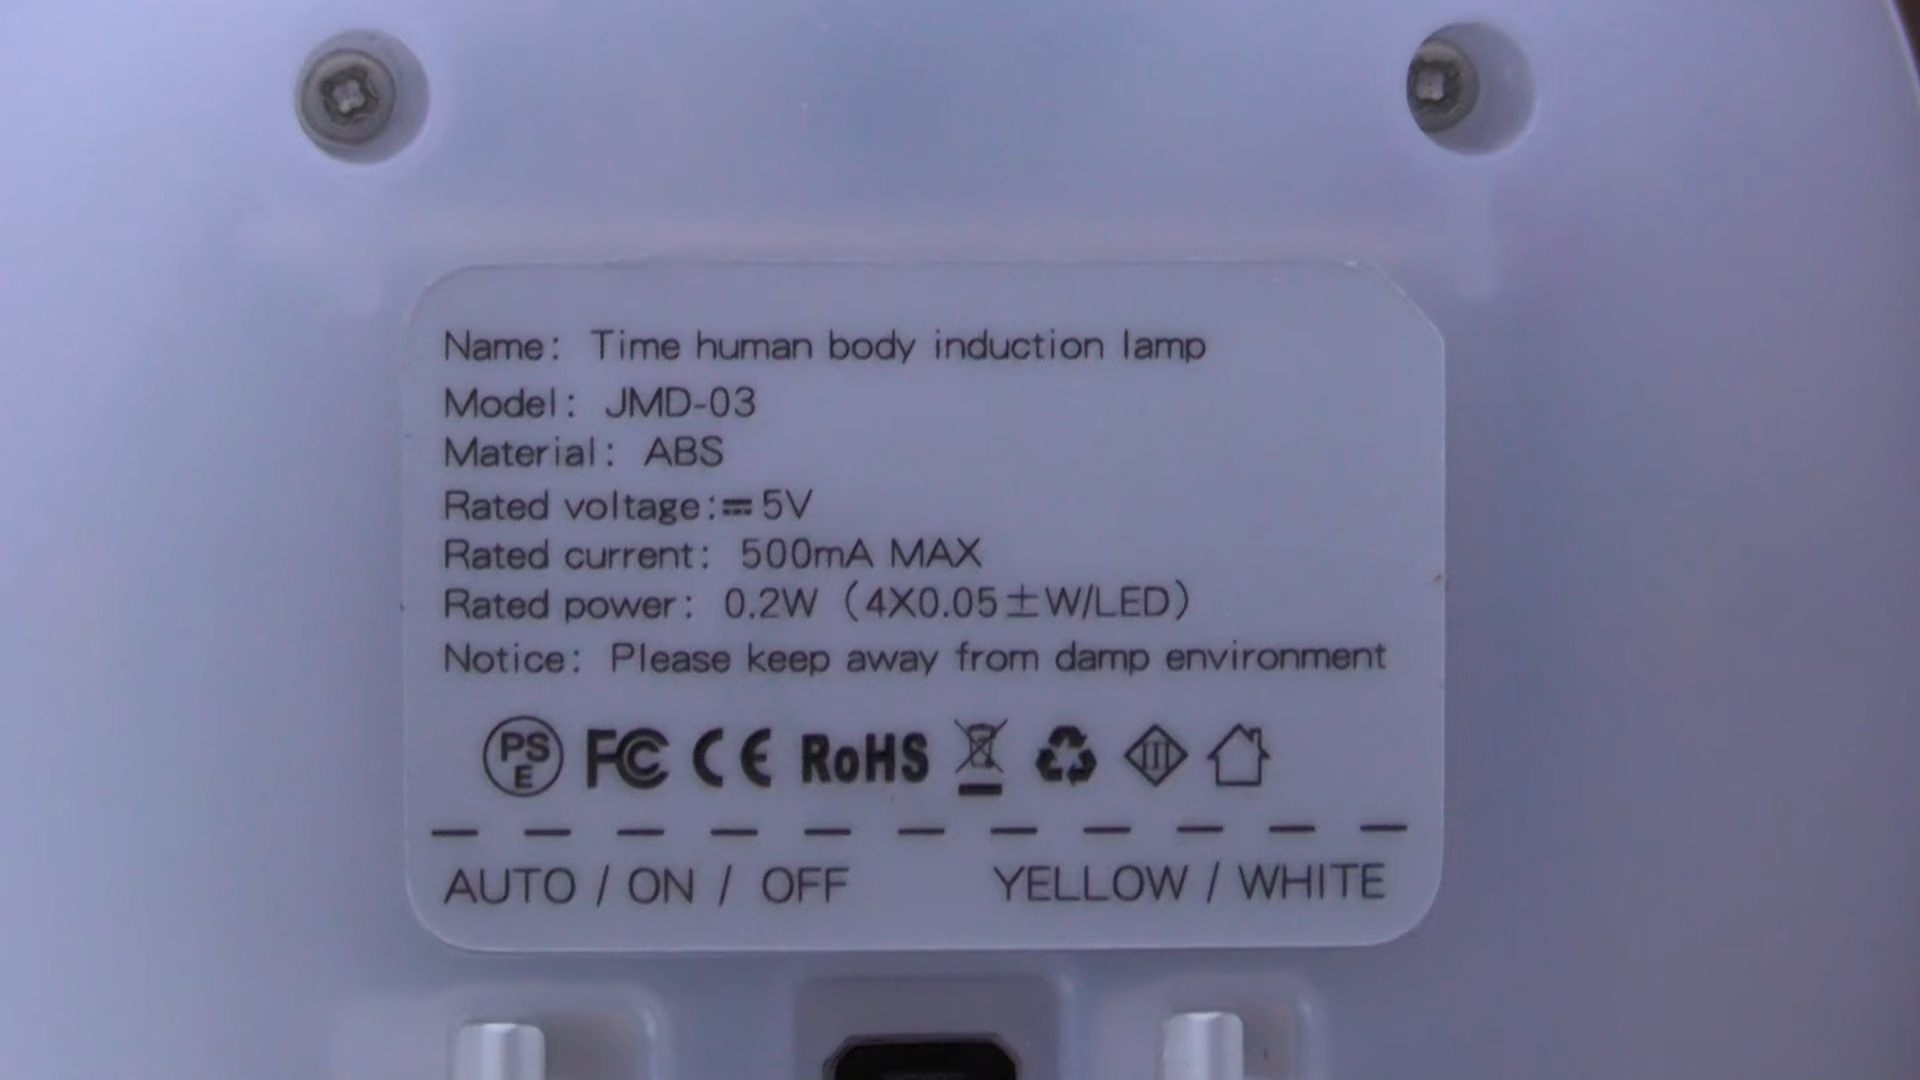 Name: Time human body induction lamp
Model: JMD-03
Material: ABS
Rated voltage:⎓5V
Rated current: 500mA MAX
Rated power: 0.2W (4X0.05±W/LED)
Notice: Please keep away from damp environment
PS E FC CE RoHS III
AUTO / ON / OFF YELLOW / WHITE